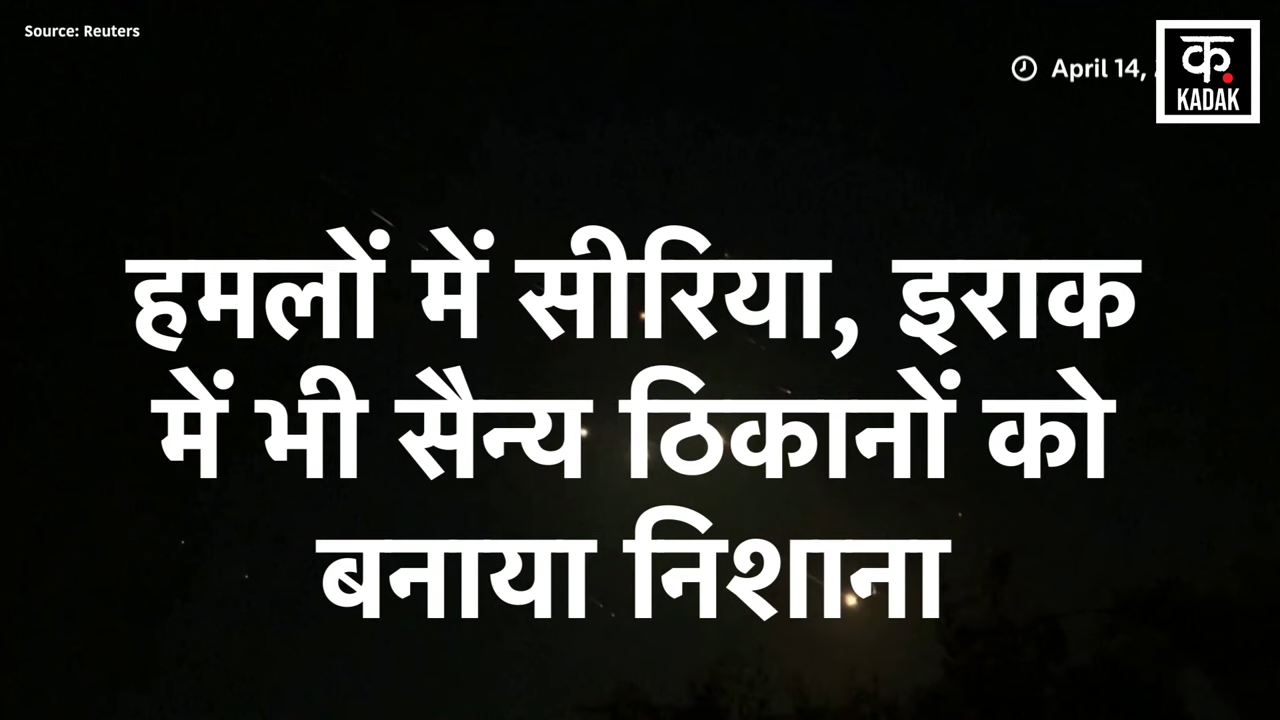 Source: Reuters
April 14,
क.
KADAK
हमलों में सीरिया, इराक
में भी सैन्य ठिकानों को
बनाया निशाना